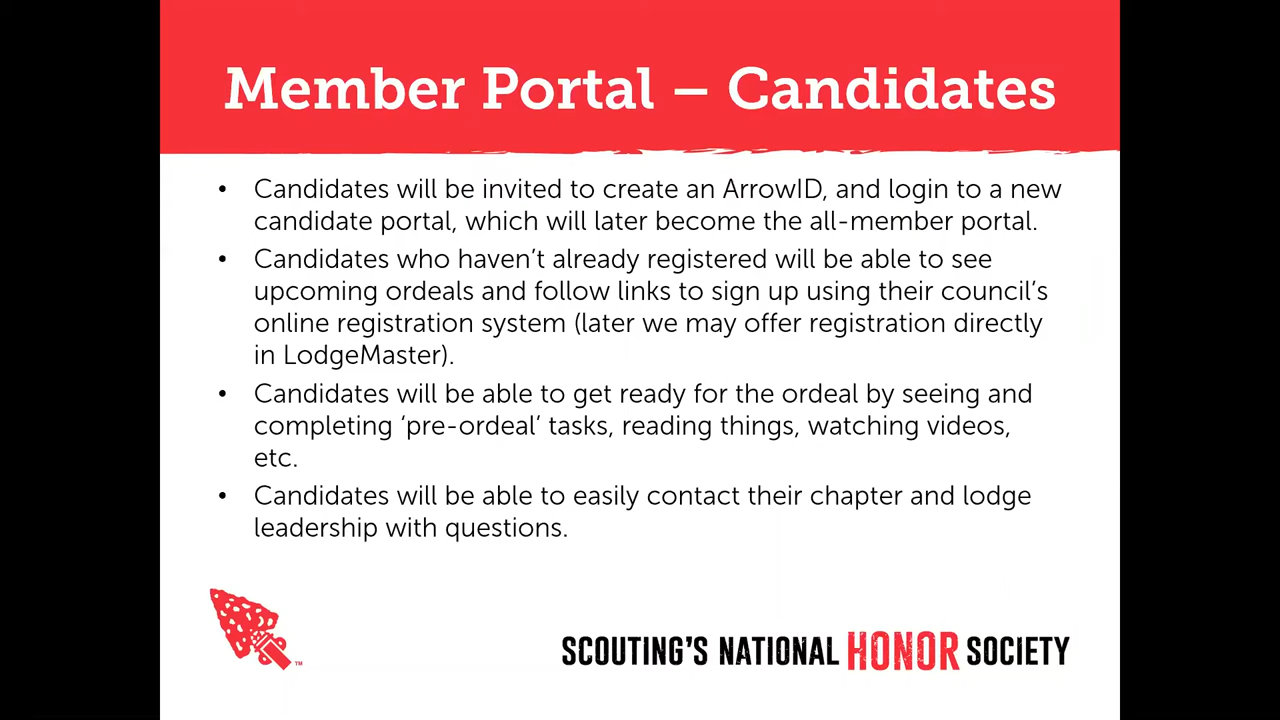 Member Portal – Candidates
• Candidates will be invited to create an ArrowID, and login to a new
candidate portal, which will later become the all-member portal.
• Candidates who haven’t already registered will be able to see
upcoming ordeals and follow links to sign up using their council’s
online registration system (later we may offer registration directly
in LodgeMaster).
• Candidates will be able to get ready for the ordeal by seeing and
completing ‘pre-ordeal’ tasks, reading things, watching videos,
etc.
• Candidates will be able to easily contact their chapter and lodge
leadership with questions.
TM
SCOUTING’S NATIONAL HONOR SOCIETY